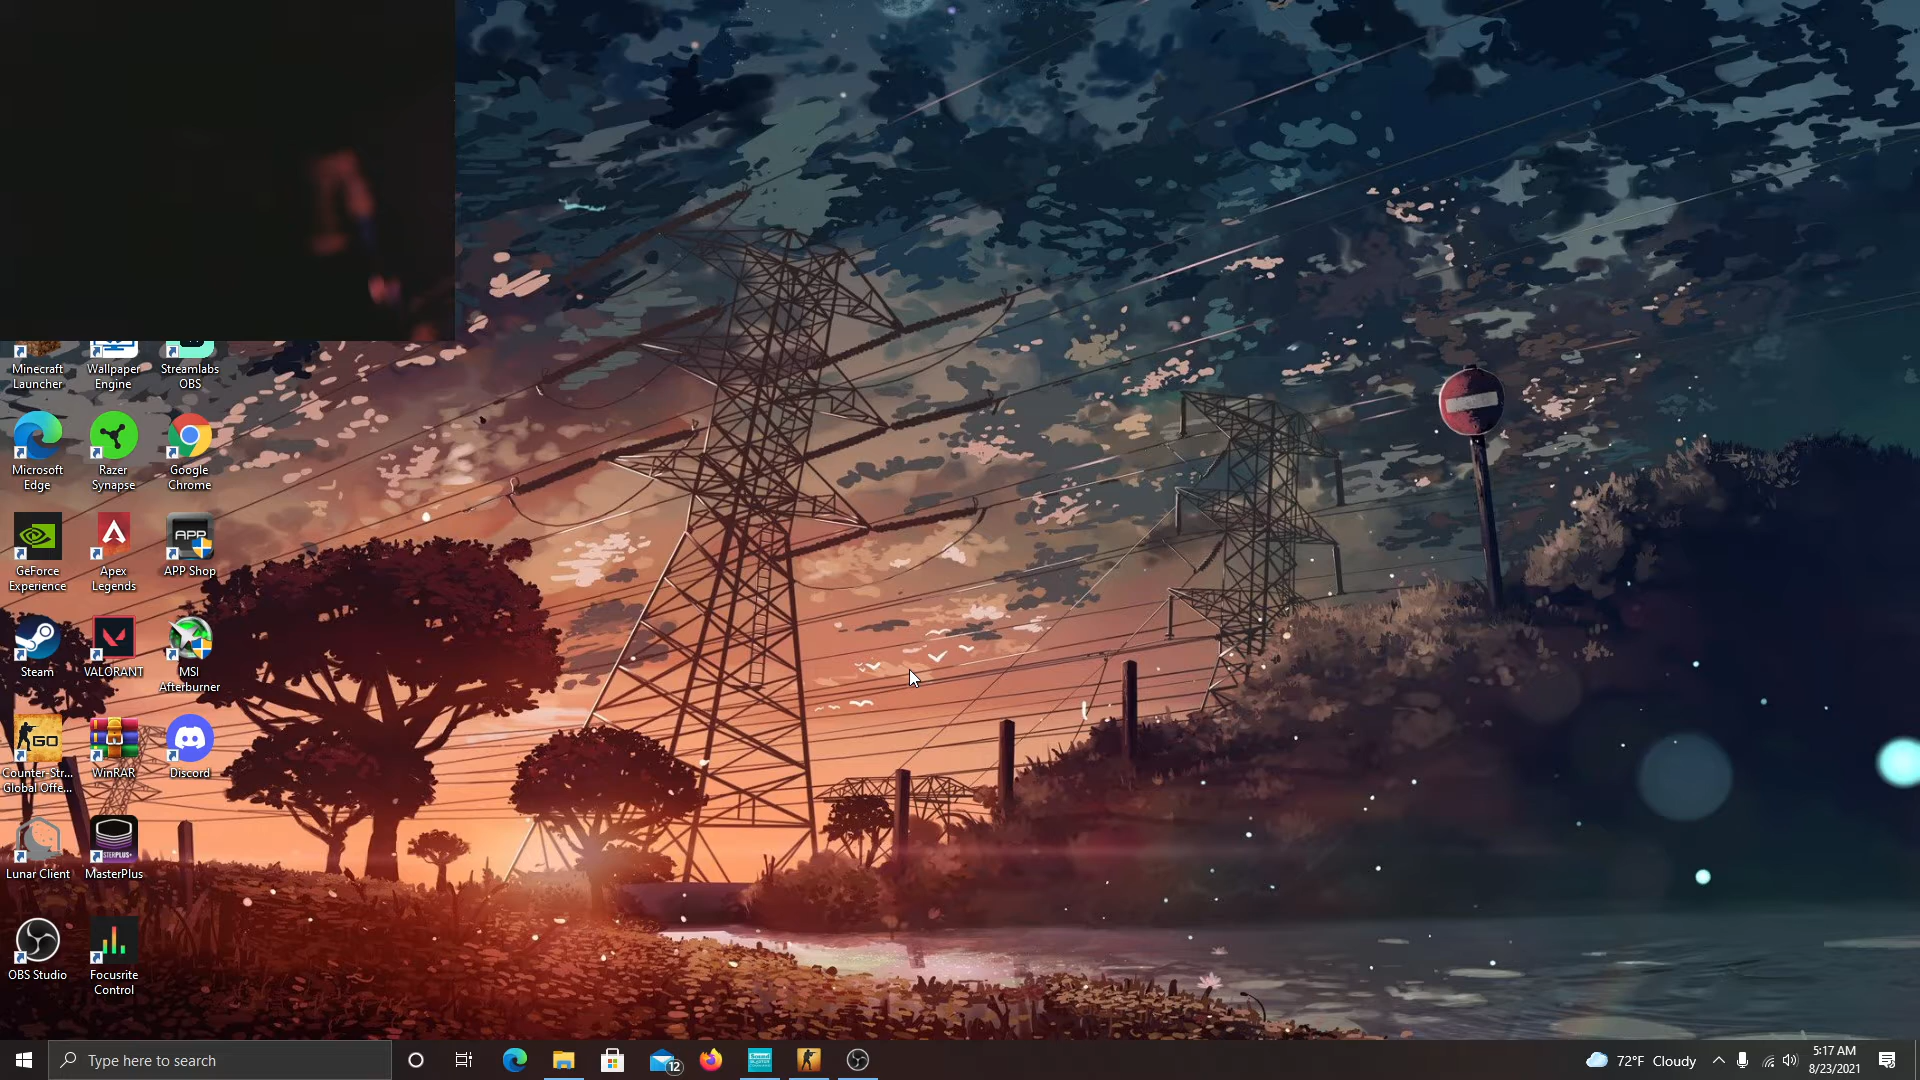 Minecraft
Launcher
Wallpaper
Engine
Streamlabs
OBS
Microsoft
Edge
Razer
Synapse
Google
Chrome
GeForce
Experience
Apex
Legends
APP
APP Shop
Steam
VALORANT
MSI
Afterburner
GO
Counter-Str...
Global Offe...
WinRAR
Discord
Lunar Client
MasterPlus
OBS Studio
Focusrite
Control
Type here to search
12
72°F Cloudy
5:17 AM
8/23/2021